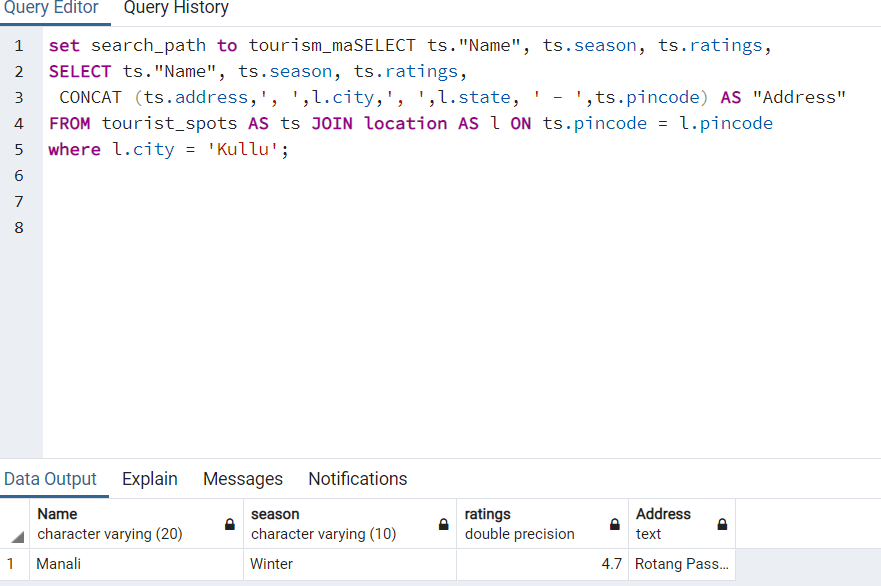 Query Editor Query History
1 set search_path to tourism_maSELECT ts."Name", ts.season, ts.ratings,
2 SELECT ts."Name", ts.season, ts.ratings,
3 CONCAT (ts.address,', ',l.city,', ',l.state, ' - ',ts.pincode) AS "Address"
4 FROM tourist_spots AS ts JOIN location AS l ON ts.pincode = l.pincode
5 where l.city = 'Kullu';
6
7
8
Data Output Explain Messages Notifications
Name season ratings Address
character varying (20) character varying (10) double precision text
1 Manali Winter 4.7 Rotang Pass...